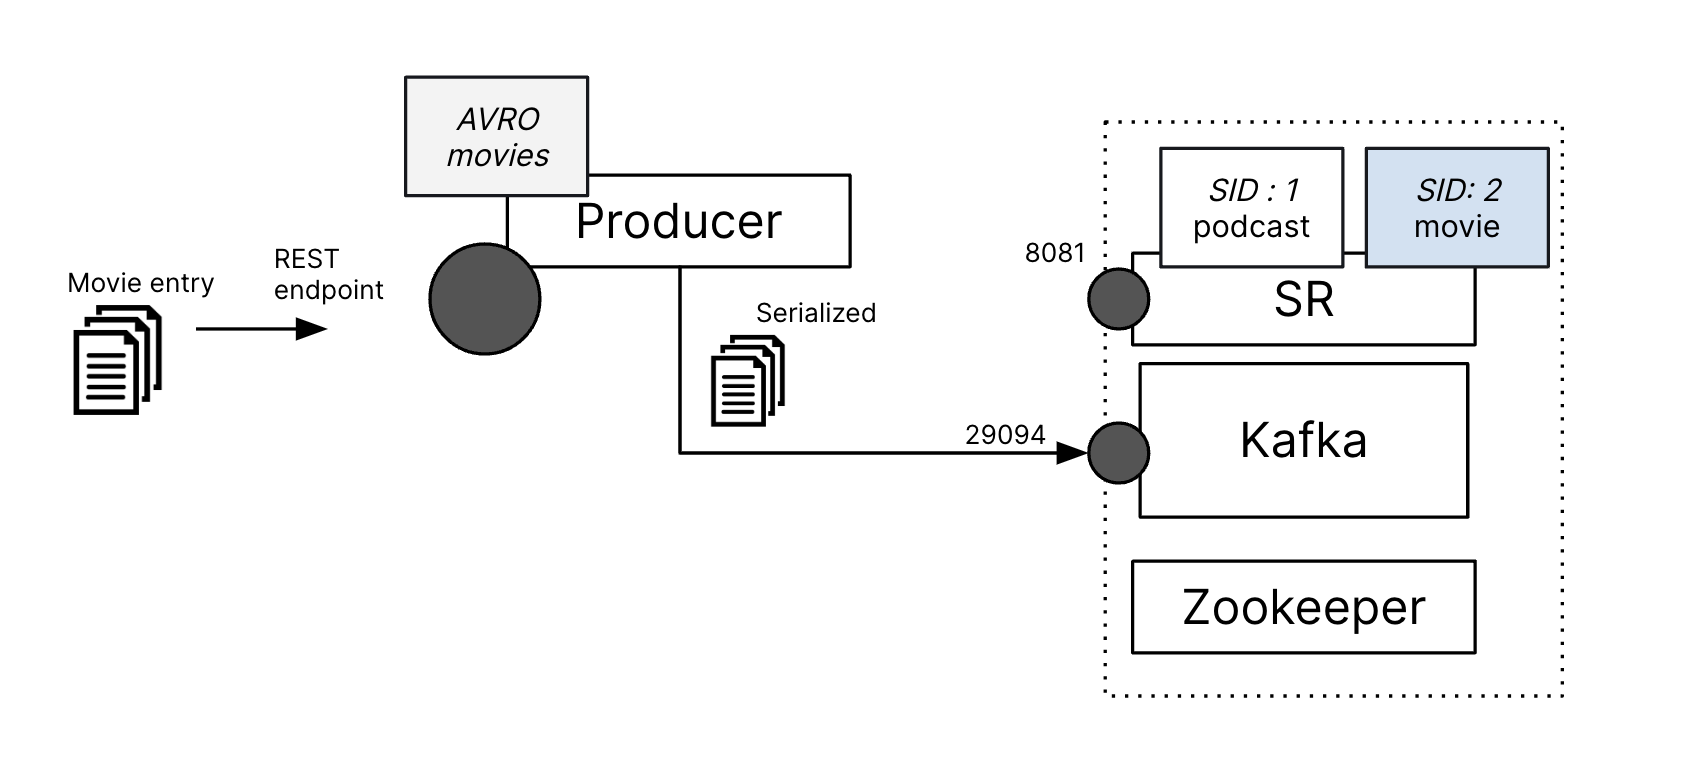 AVRO
movies
Producer
REST
endpoint
Movie entry
Serialized
29094
8081
SID : 1
podcast
SID: 2
movie
SR
Kafka
Zookeeper